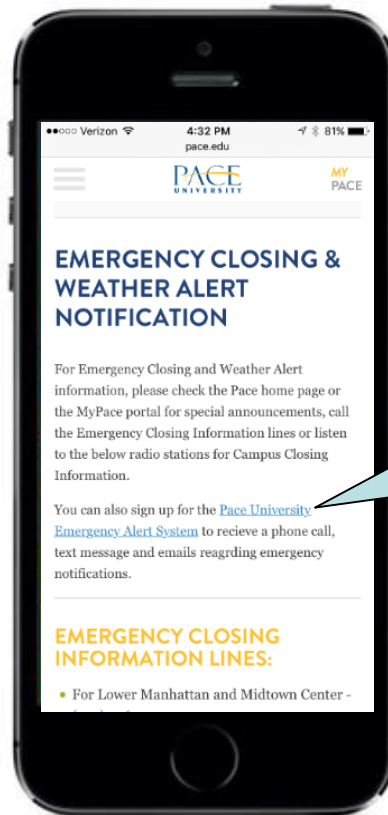 Verizon 4:32 PM 81%
pace.edu
PACE
UNIVERSITY
MY
PACE
EMERGENCY CLOSING &
WEATHER ALERT
NOTIFICATION
For Emergency Closing and Weather Alert
information, please check the Pace home page or
the MyPace portal for special announcements, call
the Emergency Closing Information lines or listen
to the below radio stations for Campus Closing
Information.
You can also sign up for the Pace University
Emergency Alert System to recieve a phone call,
text message and emails reagrding emergency
notifications.
EMERGENCY CLOSING
INFORMATION LINES:
• For Lower Manhattan and Midtown Center -